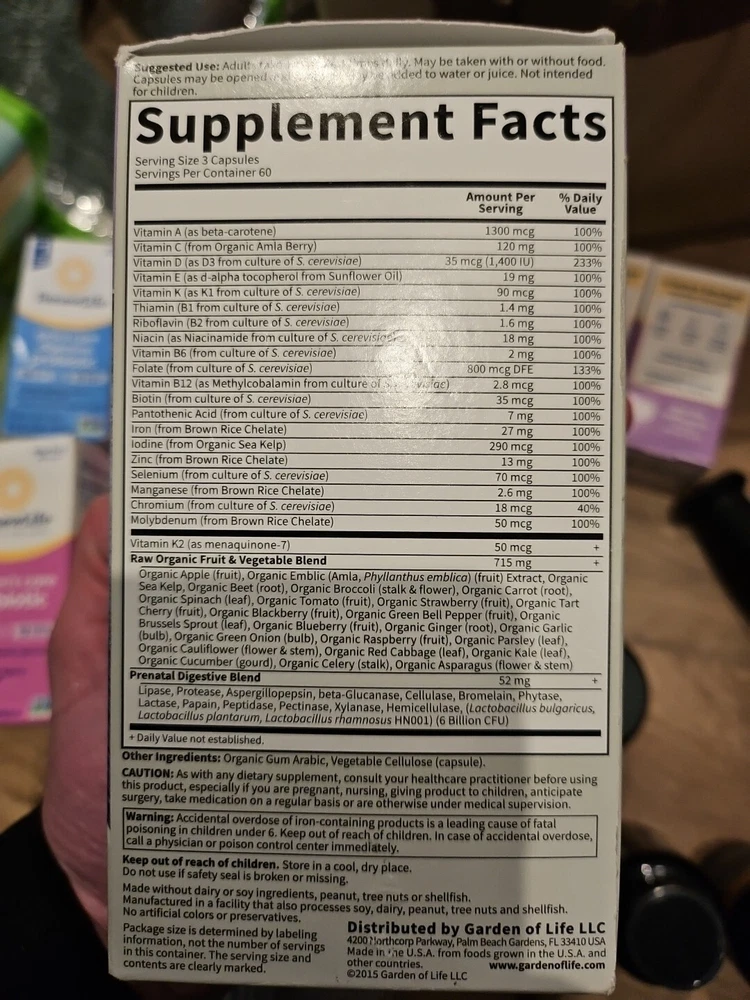 Suggested Use: Adult May be taken with or without food.
Capsules may be opened added to water or juice. Not intended
for children.
Supplement Facts
Serving Size 3 Capsules
Servings Per Container 60
Amount Per Serving % Daily Value
Vitamin A (as beta-carotene) 1300 mcg 100%
Vitamin C (from Organic Amla Berry) 120 mg 100%
Vitamin D (as D3 from culture of S. cerevisiae) 35 mcg (1,400 IU) 233%
Vitamin E (as d-alpha tocopherol from Sunflower Oil) 19 mg 100%
Vitamin K (as K1 from culture of S. cerevisiae) 90 mcg 100%
Thiamin (B1 from culture of S. cerevisiae) 1.4 mg 100%
Riboflavin (B2 from culture of S. cerevisiae) 1.6 mg 100%
Niacin (as Niacinamide from culture of S. cerevisiae) 18 mg 100%
Vitamin B6 (from culture of S. cerevisiae) 2 mg 100%
Folate (from culture of S. cerevisiae) 800 mcg DFE 133%
Vitamin B12 (as Methylcobalamin from culture of S. cerevisiae) 2.8 mcg 100%
Biotin (from culture of S. cerevisiae) 35 mcg 100%
Pantothenic Acid (from culture of S. cerevisiae) 7 mg 100%
Iron (from Brown Rice Chelate) 27 mg 100%
Iodine (from Organic Sea Kelp) 290 mcg 100%
Zinc (from Brown Rice Chelate) 13 mg 100%
Selenium (from culture of S. cerevisiae) 70 mcg 100%
Manganese (from Brown Rice Chelate) 2.6 mg 100%
Chromium (from culture of S. cerevisiae) 18 mcg 40%
Molybdenum (from Brown Rice Chelate) 50 mcg 100%
Vitamin K2 (as menaquinone-7) 50 mcg +
Raw Organic Fruit & Vegetable Blend 715 mg +
Organic Apple (fruit), Organic Emblic (Amla, Phyllanthus emblica) (fruit) Extract, Organic
Sea Kelp, Organic Beet (root), Organic Broccoli (stalk & flower), Organic Carrot (root),
Organic Spinach (leaf), Organic Tomato (fruit), Organic Strawberry (fruit), Organic Tart
Cherry (fruit), Organic Blackberry (fruit), Organic Green Bell Pepper (fruit), Organic
Brussels Sprout (leaf), Organic Blueberry (fruit), Organic Ginger (root), Organic Garlic
(bulb), Organic Green Onion (bulb), Organic Raspberry (fruit), Organic Parsley (leaf),
Organic Cauliflower (flower & stem), Organic Red Cabbage (leaf), Organic Kale (leaf),
Organic Cucumber (gourd), Organic Celery (stalk), Organic Asparagus (flower & stem)
Prenatal Digestive Blend 52 mg +
Lipase, Protease, Aspergillopepsin, beta-Glucanase, Cellulase, Bromelain, Phytase,
Lactase, Papain, Peptidase, Pectinase, Xylanase, Hemicellulase, (Lactobacillus bulgaricus,
Lactobacillus plantarum, Lactobacillus rhamnosus HN001) (6 Billion CFU)
+ Daily Value not established.
Other Ingredients: Organic Gum Arabic, Vegetable Cellulose (capsule).
CAUTION: As with any dietary supplement, consult your healthcare practitioner before using
this product, especially if you are pregnant, nursing, giving product to children, anticipate
surgery, take medication on a regular basis or are otherwise under medical supervision.
Warning: Accidental overdose of iron-containing products is a leading cause of fatal
poisoning in children under 6. Keep out of reach of children. In case of accidental overdose,
call a physician or poison control center immediately.
Keep out of reach of children. Store in a cool, dry place.
Do not use if safety seal is broken or missing.
Made without dairy or soy ingredients, peanut, tree nuts or shellfish.
Manufactured in a facility that also processes soy, dairy, peanut, tree nuts and shellfish.
No artificial colors or preservatives.
Package size is determined by labeling
information, not the number of servings
in this container. The serving size and
contents are clearly marked.
Distributed by Garden of Life LLC
4200 Northcorp Parkway, Palm Beach Gardens, FL 33410 USA
Made in the U.S.A. from foods grown in the U.S.A. and
other countries. www.gardenoflife.com
©2015 Garden of Life LLC